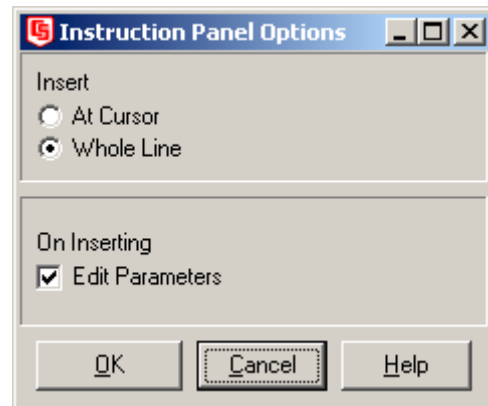 Instruction Panel Options
Insert
At Cursor
Whole Line
On Inserting
Edit Parameters
OK Cancel Help